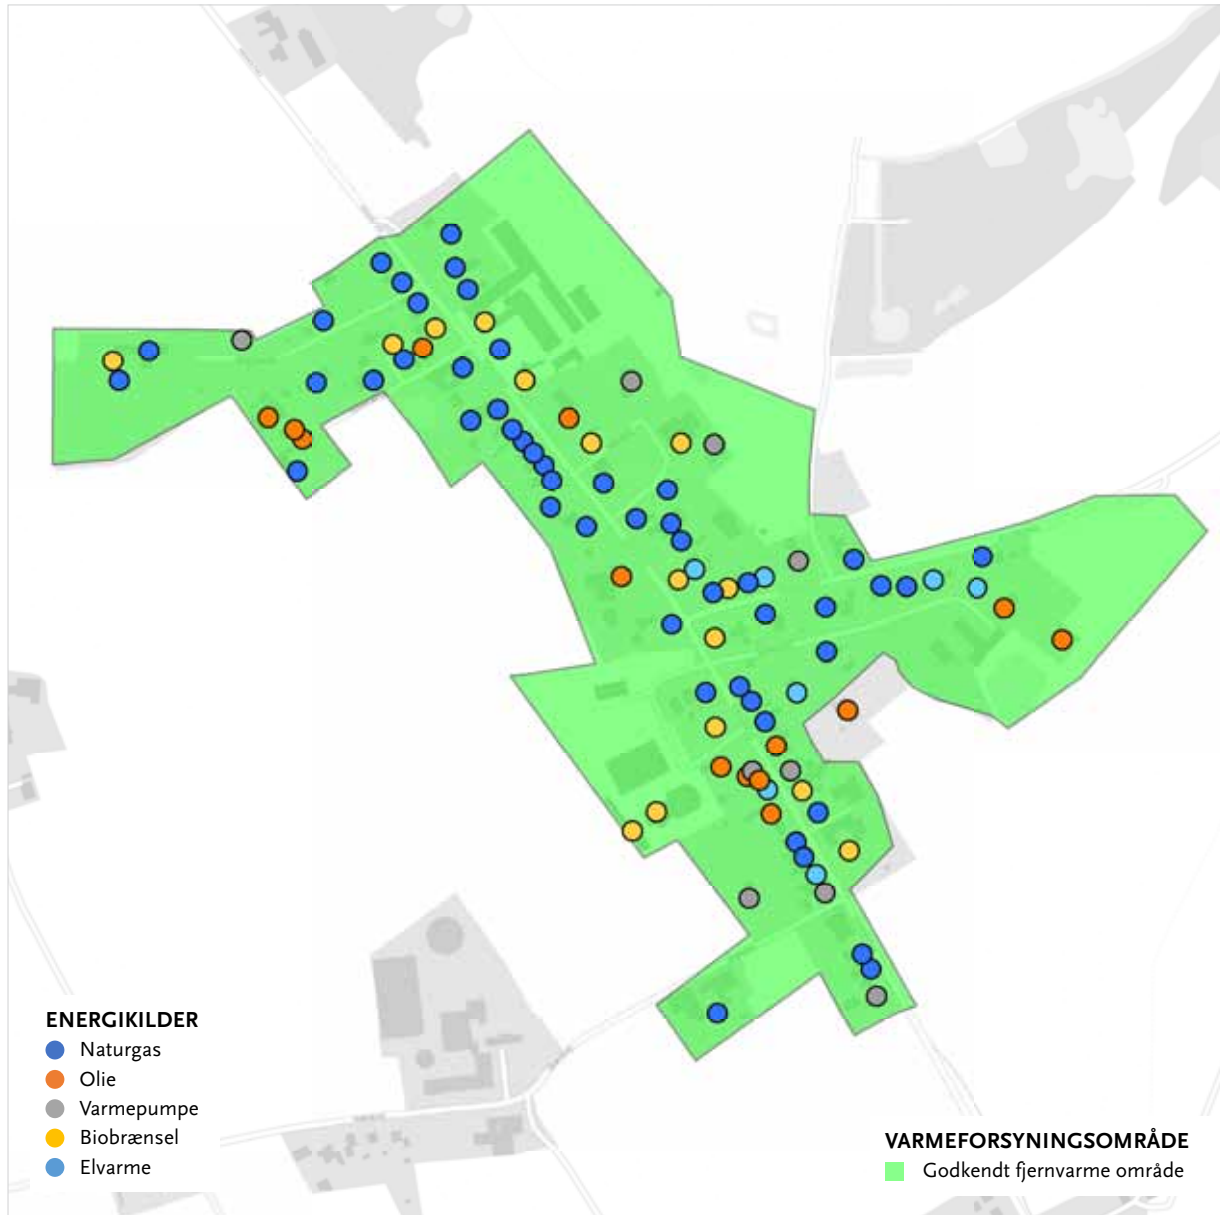 ENERGIKILDER
Naturgas
Olie
Varmepumpe
Biobrænsel
Elvarme
VARMEFORSYNINGSOMRÅDE
Godkendt fjernvarme område